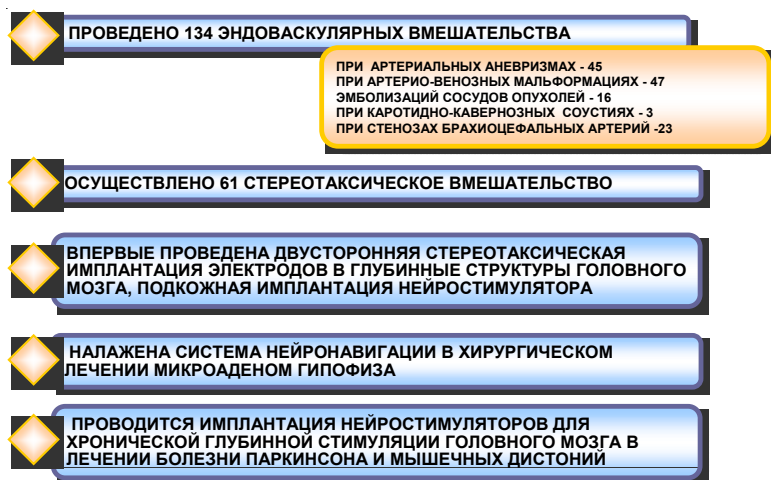 ПРОВЕДЕНО 134 ЭНДОВАСКУЛЯРНЫХ ВМЕШАТЕЛЬСТВА
ПРИ АРТЕРИАЛЬНЫХ АНЕВРИЗМАХ - 45
ПРИ АРТЕРИО-ВЕНОЗНЫХ МАЛЬФОРМАЦИЯХ - 47
ЭМБОЛИЗАЦИЙ СОСУДОВ ОПУХОЛЕЙ - 16
ПРИ КАРОТИДНО-КАВЕРНОЗНЫХ СОУСТИЯХ - 3
ПРИ СТЕНОЗАХ БРАХИОЦЕФАЛЬНЫХ АРТЕРИЙ -23
ОСУЩЕСТВЛЕНО 61 СТЕРЕОТАКСИЧЕСКОЕ ВМЕШАТЕЛЬСТВО
ВПЕРВЫЕ ПРОВЕДЕНА ДВУСТОРОННЯЯ СТЕРЕОТАКСИЧЕСКАЯ
ИМПЛАНТАЦИЯ ЭЛЕКТРОДОВ В ГЛУБИННЫЕ СТРУКТУРЫ ГОЛОВНОГО
МОЗГА, ПОДКОЖНАЯ ИМПЛАНТАЦИЯ НЕЙРОСТИМУЛЯТОРА
НАЛАЖЕНА СИСТЕМА НЕЙРОНАВИГАЦИИ В ХИРУРГИЧЕСКОМ
ЛЕЧЕНИИ МИКРОАДЕНОМ ГИПОФИЗА
ПРОВОДИТСЯ ИМПЛАНТАЦИЯ НЕЙРОСТИМУЛЯТОРОВ ДЛЯ
ХРОНИЧЕСКОЙ ГЛУБИННОЙ СТИМУЛЯЦИИ ГОЛОВНОГО МОЗГА В
ЛЕЧЕНИИ БОЛЕЗНИ ПАРКИНСОНА И МЫШЕЧНЫХ ДИСТОНИЙ